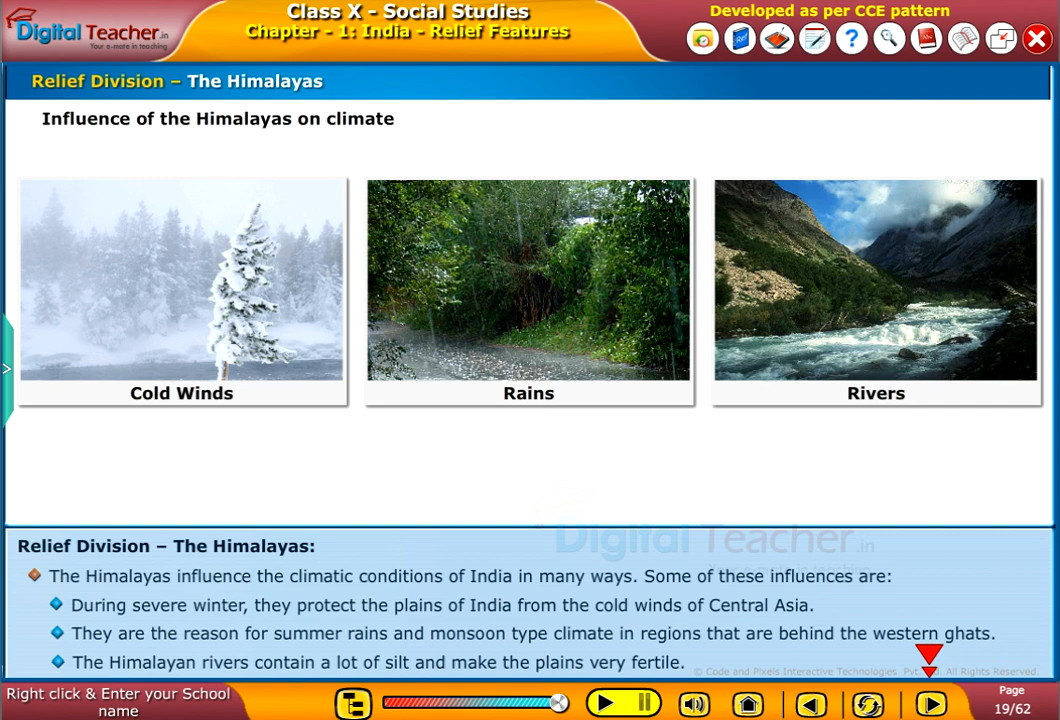 Digital Teacher.in
Your e-mate in teaching
Class X - Social Studies
Chapter - 1: India - Relief Features
Developed as per CCE pattern
Relief Division – The Himalayas
Influence of the Himalayas on climate
Cold Winds
Rains
Rivers
Digital Teacher.in
Relief Division – The Himalayas:
The Himalayas influence the climatic conditions of India in many ways. Some of these influences are:
During severe winter, they protect the plains of India from the cold winds of Central Asia.
They are the reason for summer rains and monsoon type climate in regions that are behind the western ghats.
The Himalayan rivers contain a lot of silt and make the plains very fertile.
© Code and Pixels Interactive Technologies. Pvt. All Rights Reserved.
Right click & Enter your School
name
Page
19/62